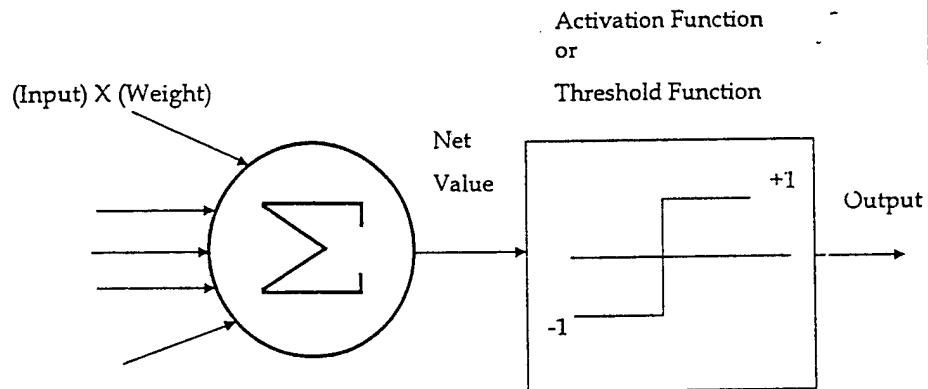 Activation Function
or
Threshold Function
(Input) X (Weight)
Net
Value
Σ
+1
-1
Output